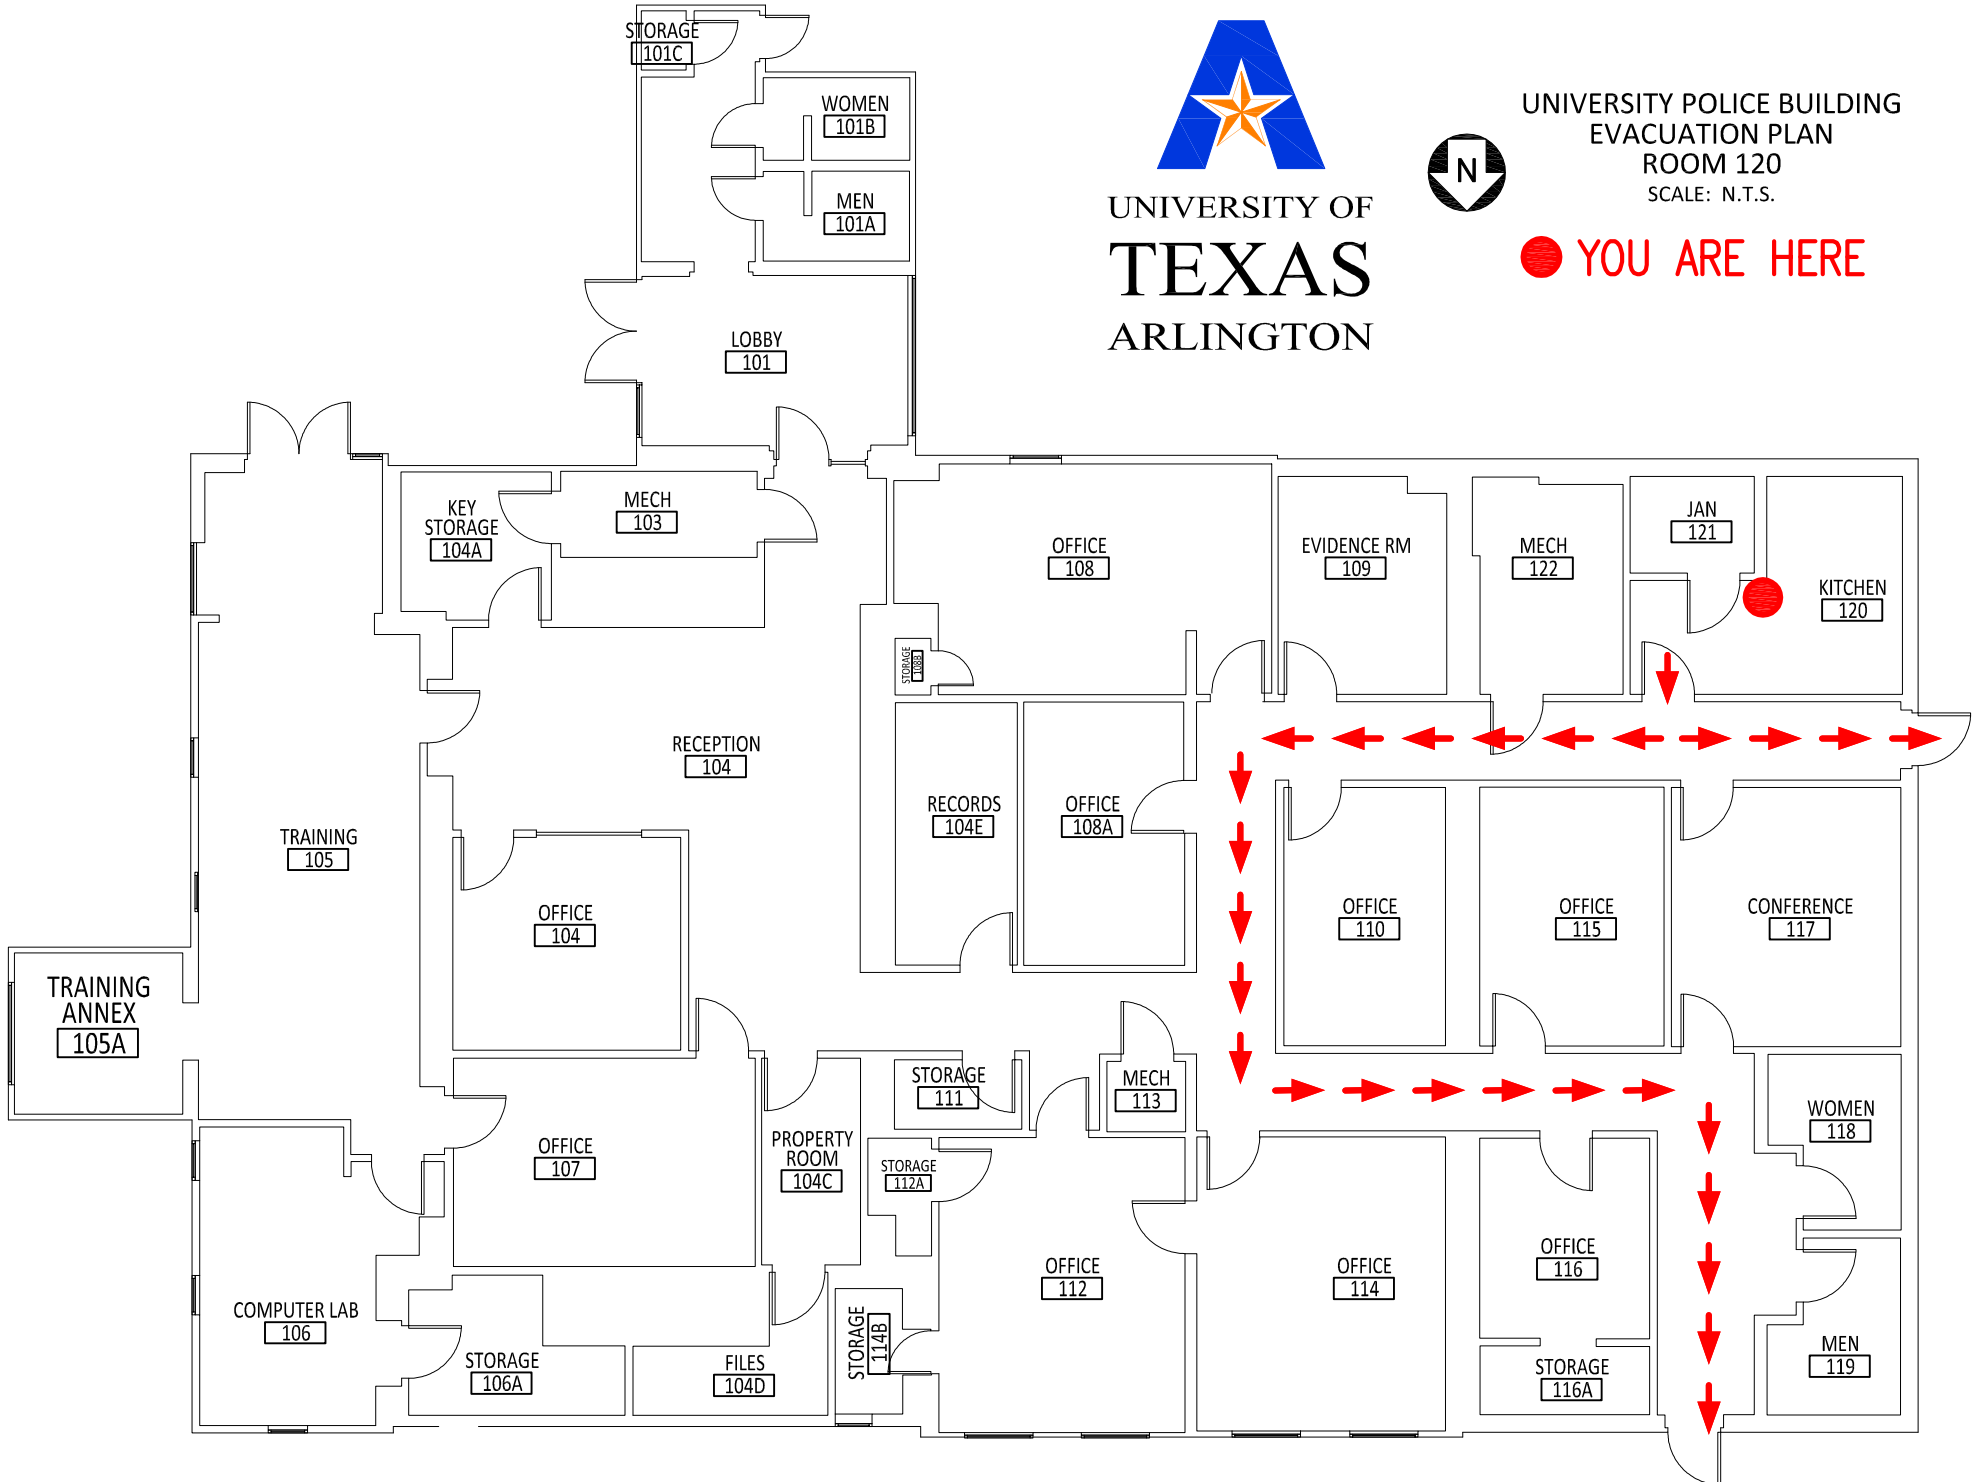 STORAGE
101C
WOMEN
101B
MEN
101A
UNIVERSITY OF
TEXAS
ARLINGTON
N
UNIVERSITY POLICE BUILDING
EVACUATION PLAN
ROOM 120
SCALE: N.T.S.
YOU ARE HERE
LOBBY
101
KEY
STORAGE
104A
MECH
103
OFFICE
108
EVIDENCE RM
109
MECH
122
JAN
121
KITCHEN
120
STORAGE
108B
RECEPTION
104
TRAINING
105
RECORDS
104E
OFFICE
108A
OFFICE
104
OFFICE
110
OFFICE
115
CONFERENCE
117
TRAINING
ANNEX
105A
STORAGE
111
MECH
113
WOMEN
118
OFFICE
107
PROPERTY
ROOM
104C
STORAGE
112A
OFFICE
112
OFFICE
114
OFFICE
116
COMPUTER LAB
106
STORAGE
106A
FILES
104D
STORAGE
114B
STORAGE
116A
MEN
119